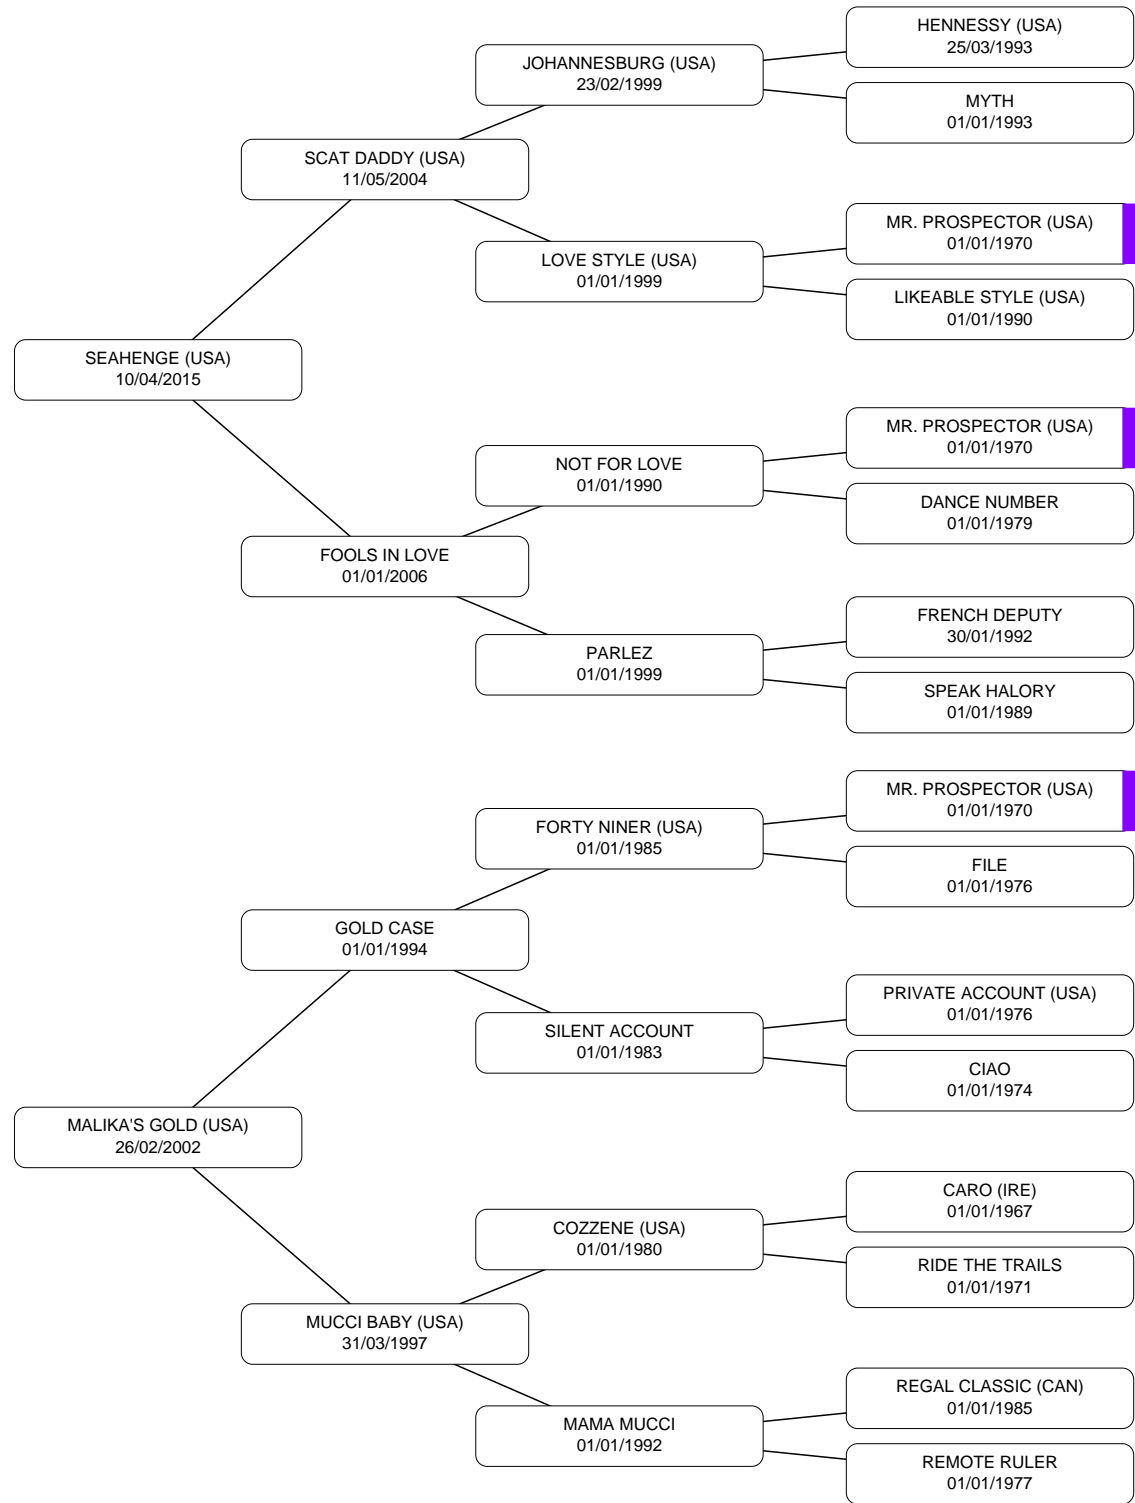 HENNESSY (USA)
25/03/1993
JOHANNESBURG (USA)
23/02/1999
MYTH
01/01/1993
SCAT DADDY (USA)
11/05/2004
MR. PROSPECTOR (USA)
01/01/1970
LOVE STYLE (USA)
01/01/1999
LIKEABLE STYLE (USA)
01/01/1990
SEAHENGE (USA)
10/04/2015
MR. PROSPECTOR (USA)
01/01/1970
NOT FOR LOVE
01/01/1990
DANCE NUMBER
01/01/1979
FOOLS IN LOVE
01/01/2006
FRENCH DEPUTY
30/01/1992
PARLEZ
01/01/1999
SPEAK HALORY
01/01/1989
MR. PROSPECTOR (USA)
01/01/1970
FORTY NINER (USA)
01/01/1985
FILE
01/01/1976
GOLD CASE
01/01/1994
PRIVATE ACCOUNT (USA)
01/01/1976
SILENT ACCOUNT
01/01/1983
CIAO
01/01/1974
MALIKA'S GOLD (USA)
26/02/2002
CARO (IRE)
01/01/1967
COZZENE (USA)
01/01/1980
RIDE THE TRAILS
01/01/1971
MUCCI BABY (USA)
31/03/1997
REGAL CLASSIC (CAN)
01/01/1985
MAMA MUCCI
01/01/1992
REMOTE RULER
01/01/1977